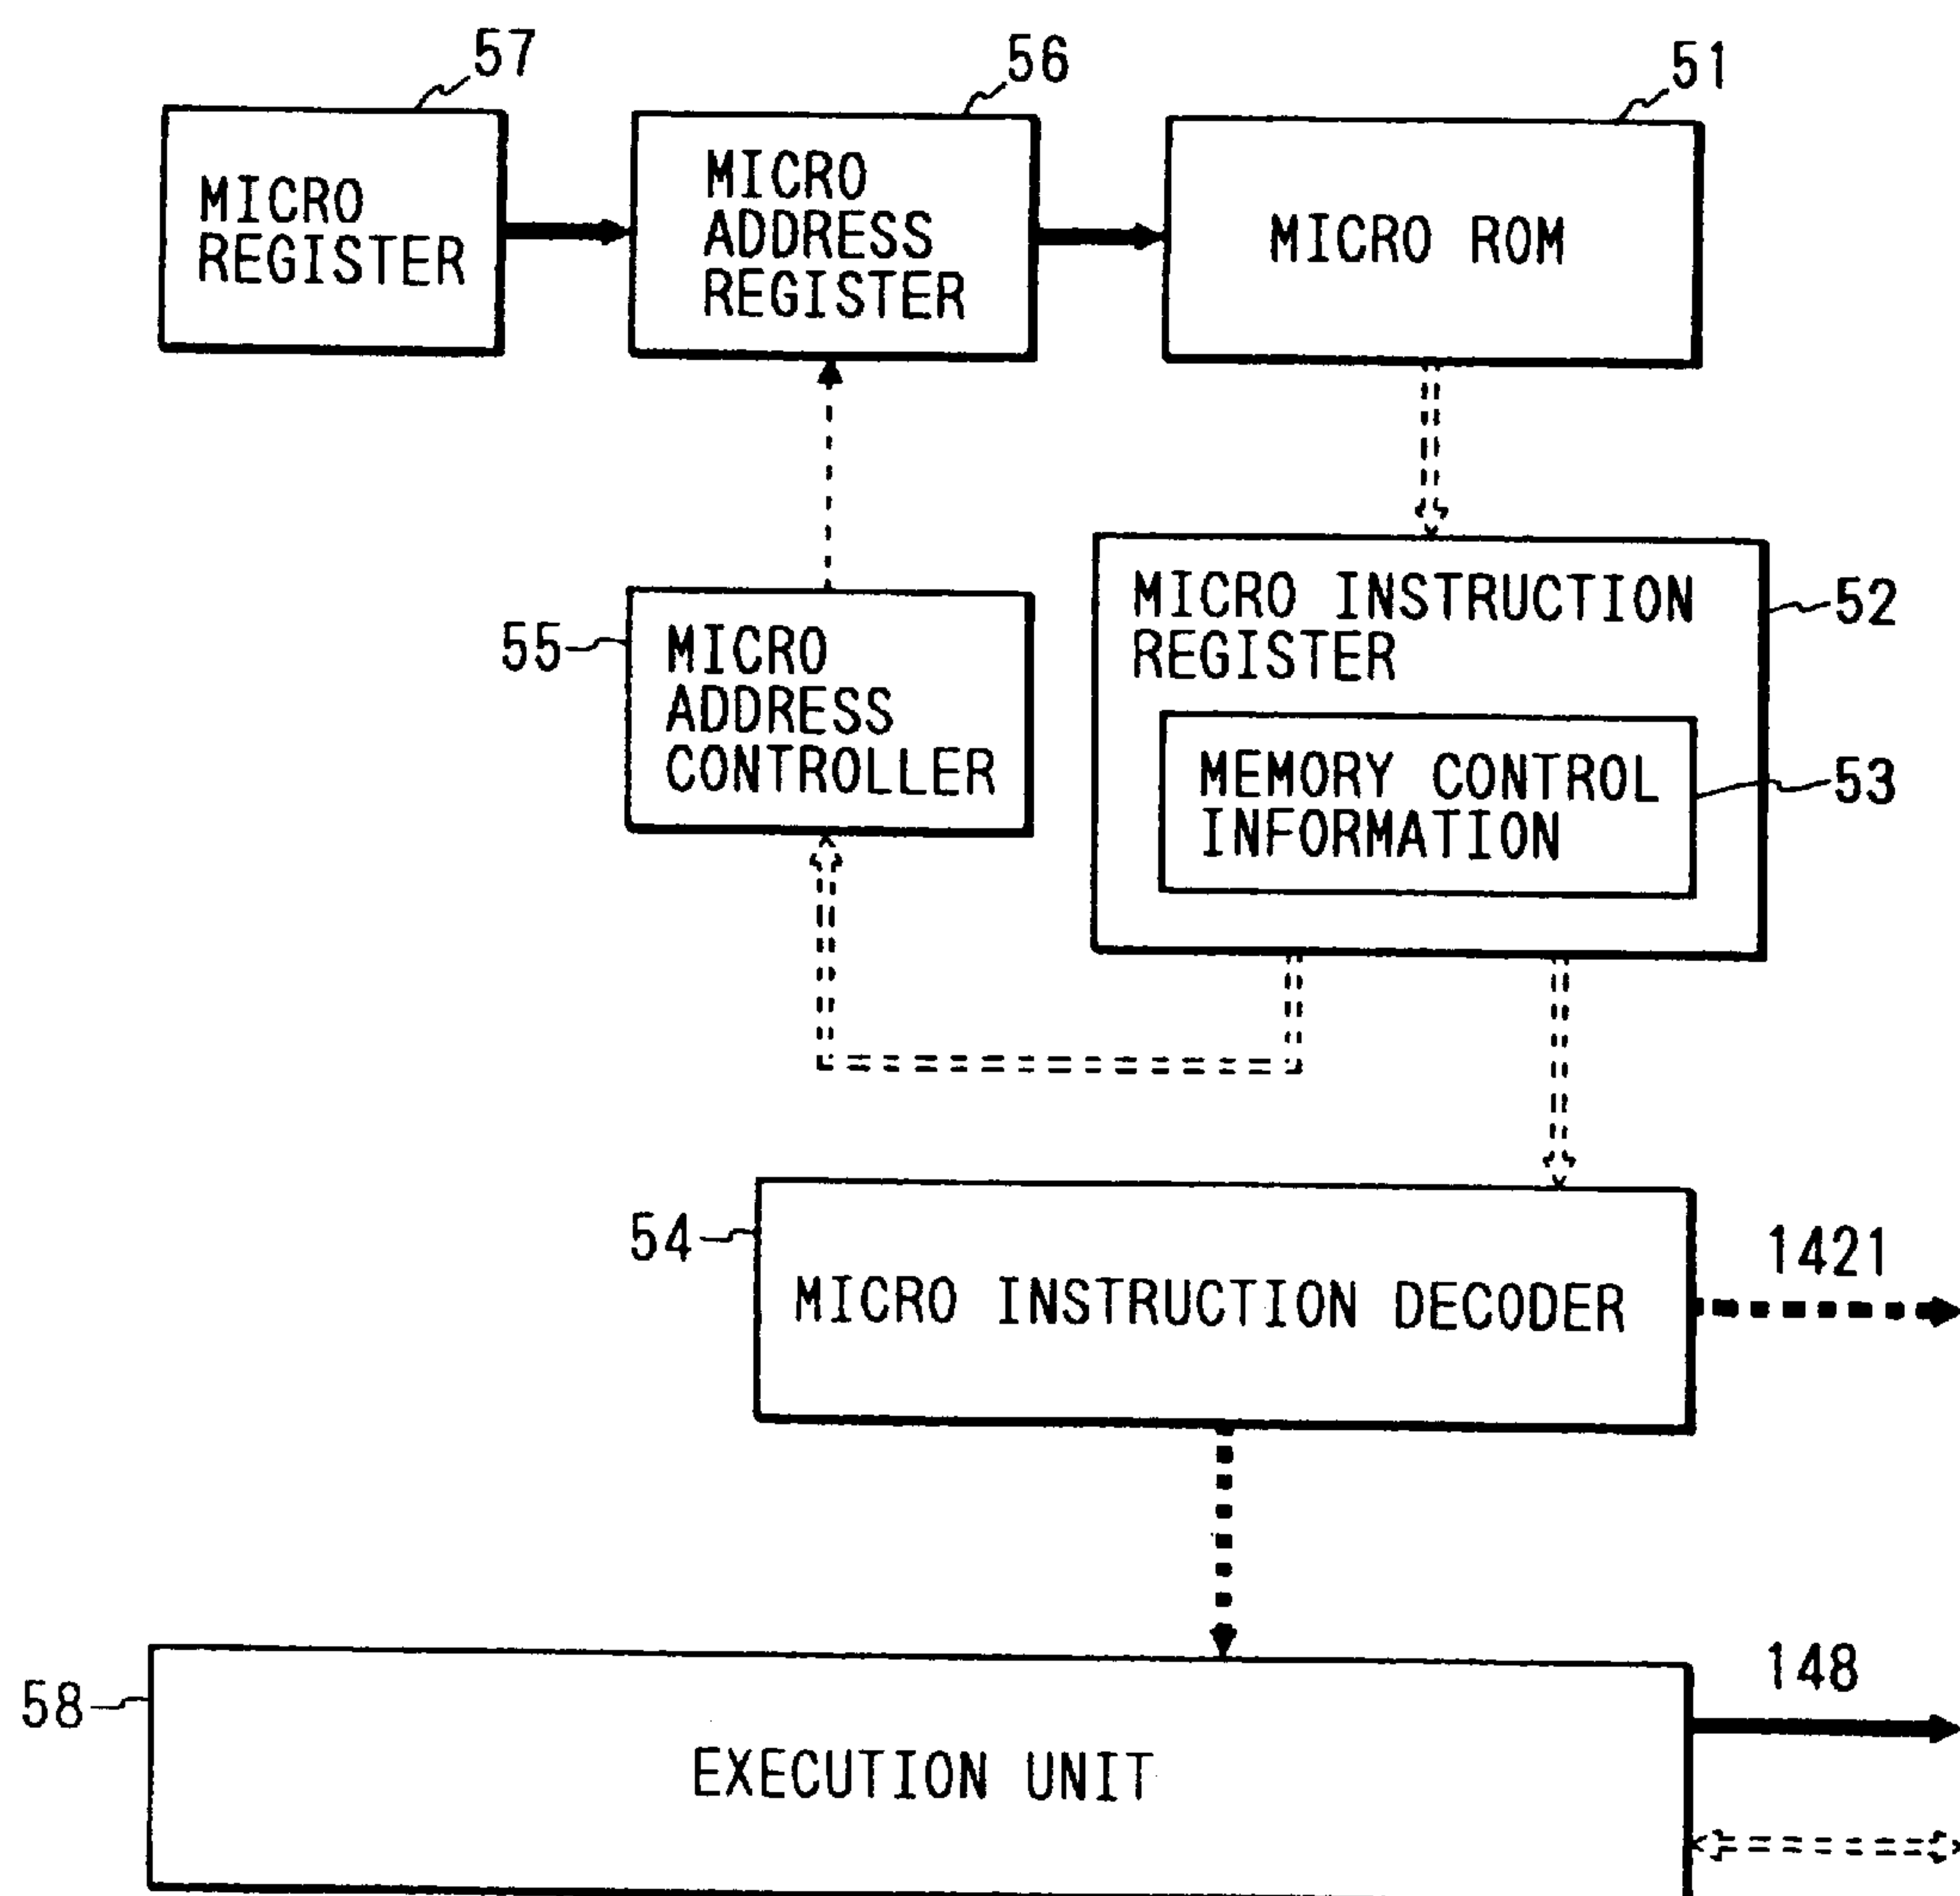 57
56
51
MICRO
REGISTER
MICRO
ADDRESS
REGISTER
MICRO ROM
55
MICRO
ADDRESS
CONTROLLER
MICRO INSTRUCTION
REGISTER
52
MEMORY CONTROL
INFORMATION
53
54
MICRO INSTRUCTION DECODER
1421
58
EXECUTION UNIT
148